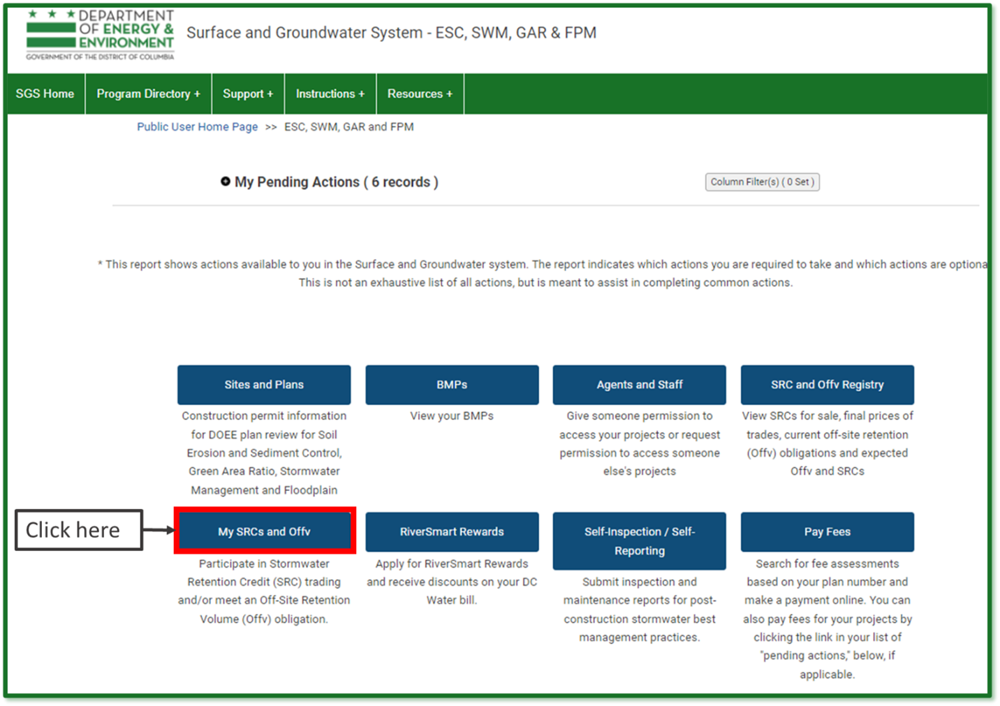 DEPARTMENT
OF ENERGY &
ENVIRONMENT
GOVERNMENT OF THE DISTRICT OF COLUMBIA
Surface and Groundwater System - ESC, SWM, GAR & FPM
SGS Home
Program Directory +
Support +
Instructions +
Resources +
Public User Home Page >> ESC, SWM, GAR and FPM
My Pending Actions ( 6 records )
Column Filter(s) ( 0 Set )
* This report shows actions available to you in the Surface and Groundwater system. The report indicates which actions you are required to take and which actions are optiona
This is not an exhaustive list of all actions, but is meant to assist in completing common actions.
Sites and Plans
Construction permit information
for DOEE plan review for Soil
Erosion and Sediment Control,
Green Area Ratio, Stormwater
Management and Floodplain
BMPs
View your BMPs
Agents and Staff
Give someone permission to
access your projects or request
permission to access someone
else's projects
SRC and Offv Registry
View SRCs for sale, final prices of
trades, current off-site retention
(Offv) obligations and expected
Offv and SRCs
Click here
My SRCs and Offv
Participate in Stormwater
Retention Credit (SRC) trading
and/or meet an Off-Site Retention
Volume (Offv) obligation.
RiverSmart Rewards
Apply for RiverSmart Rewards
and receive discounts on your DC
Water bill.
Self-Inspection / Self-
Reporting
Submit inspection and
maintenance reports for post-
construction stormwater best
management practices.
Pay Fees
Search for fee assessments
based on your plan number and
make a payment online. You can
also pay fees for your projects by
clicking the link in your list of
"pending actions," below, if
applicable.